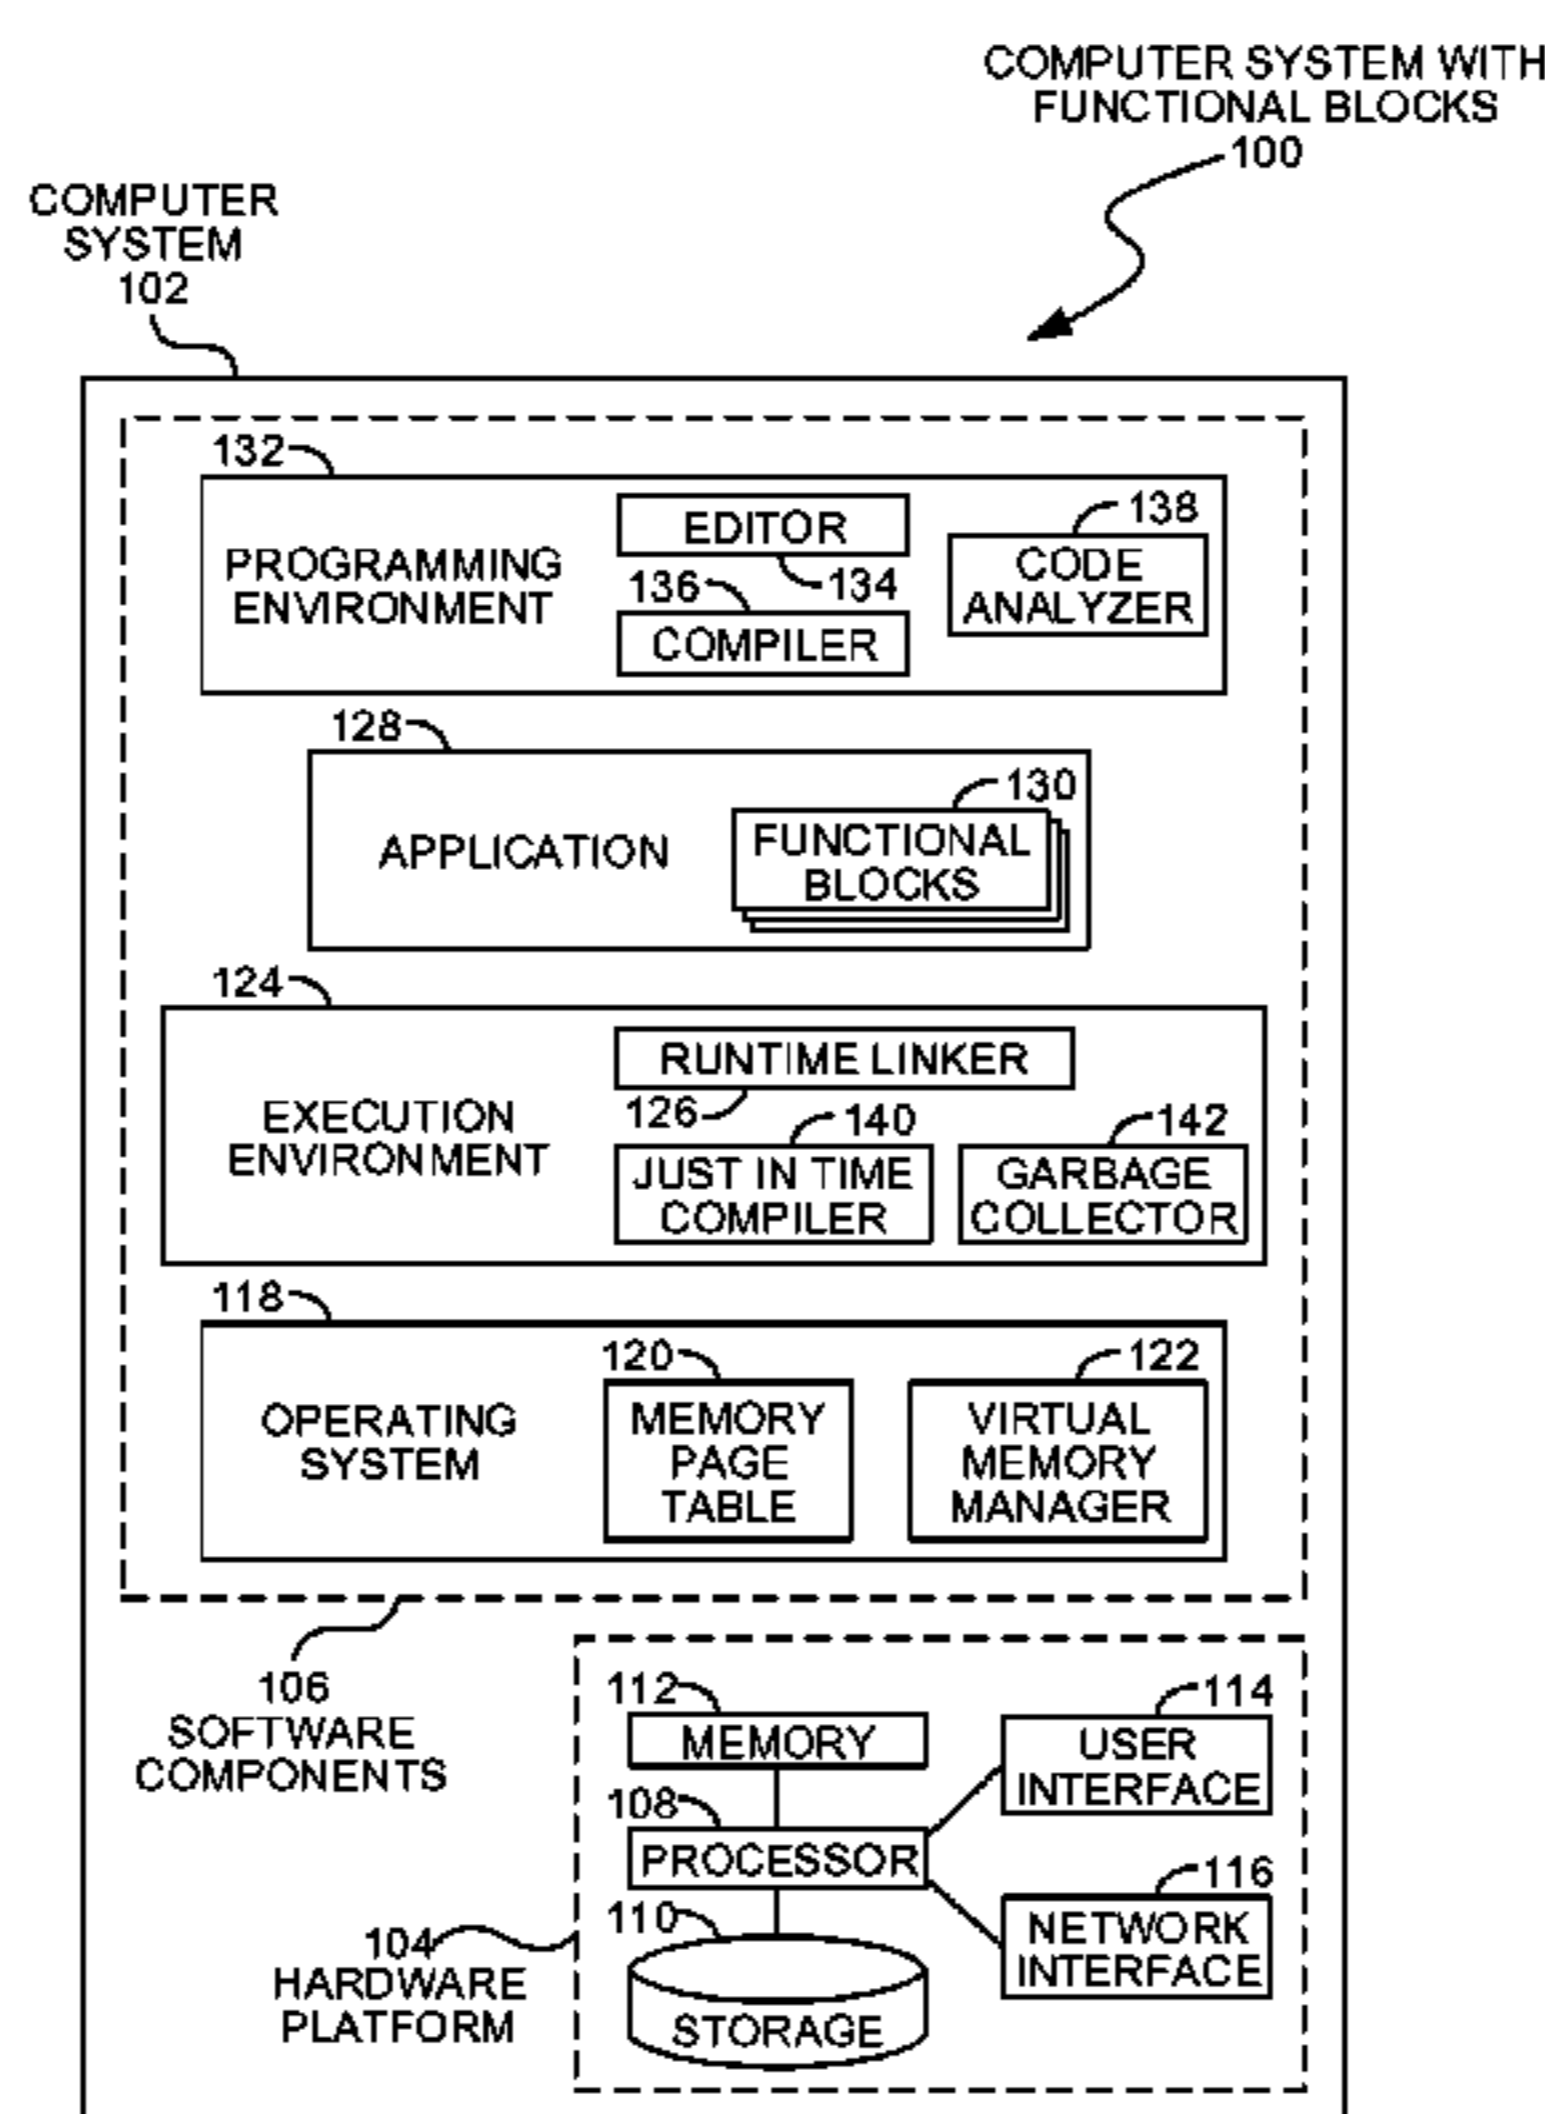 COMPUTER SYSTEM WITH
FUNCTIONAL BLOCKS
100
COMPUTER
SYSTEM
102
132
PROGRAMMING
ENVIRONMENT
EDITOR
134
136
COMPILER
138
CODE
ANALYZER
128
APPLICATION
130
FUNCTIONAL
BLOCKS
124
EXECUTION
ENVIRONMENT
RUNTIME LINKER
126
140
JUST IN TIME
COMPILER
142
GARBAGE
COLLECTOR
118
OPERATING
SYSTEM
120
MEMORY
PAGE
TABLE
122
VIRTUAL
MEMORY
MANAGER
106
SOFTWARE
COMPONENTS
112
MEMORY
114
USER
INTERFACE
108
PROCESSOR
116
NETWORK
INTERFACE
110
STORAGE
104
HARDWARE
PLATFORM